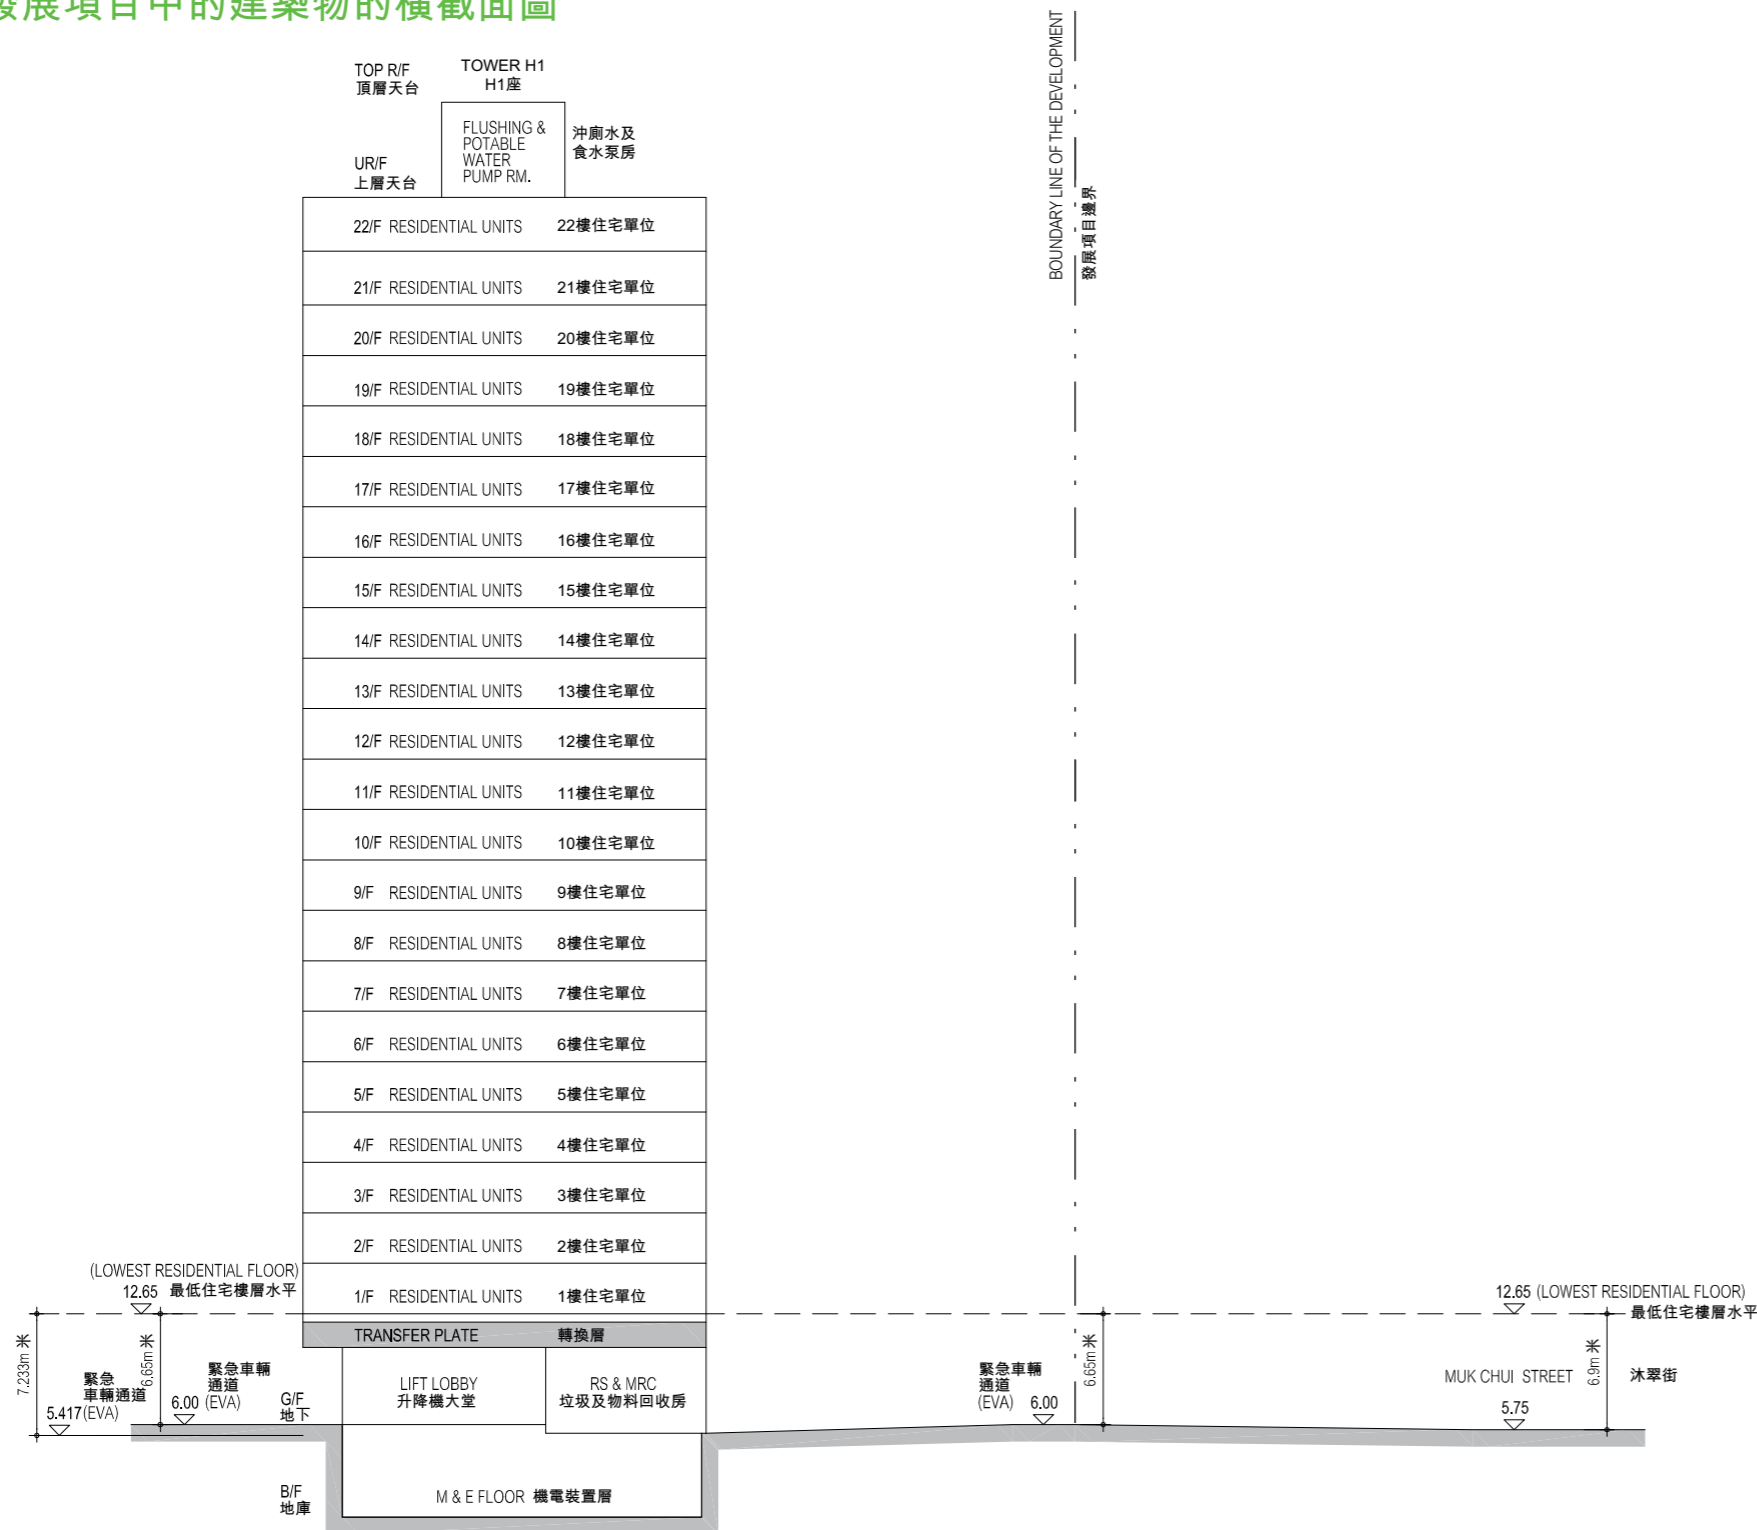 發展項目中的建築物的橫截面圖
TOWER H1
H1座
TOP R/F
頂層天台
FLUSHING &
POTABLE
WATER
PUMP RM.
沖廁水及
食水泵房
UR/F
上層天台
BOUNDARY LINE OF THE DEVELOPMENT
發展項目邊界
22/F RESIDENTIAL UNITS 22樓住宅單位
21/F RESIDENTIAL UNITS 21樓住宅單位
20/F RESIDENTIAL UNITS 20樓住宅單位
19/F RESIDENTIAL UNITS 19樓住宅單位
18/F RESIDENTIAL UNITS 18樓住宅單位
17/F RESIDENTIAL UNITS 17樓住宅單位
16/F RESIDENTIAL UNITS 16樓住宅單位
15/F RESIDENTIAL UNITS 15樓住宅單位
14/F RESIDENTIAL UNITS 14樓住宅單位
13/F RESIDENTIAL UNITS 13樓住宅單位
12/F RESIDENTIAL UNITS 12樓住宅單位
11/F RESIDENTIAL UNITS 11樓住宅單位
10/F RESIDENTIAL UNITS 10樓住宅單位
9/F RESIDENTIAL UNITS 9樓住宅單位
8/F RESIDENTIAL UNITS 8樓住宅單位
7/F RESIDENTIAL UNITS 7樓住宅單位
6/F RESIDENTIAL UNITS 6樓住宅單位
5/F RESIDENTIAL UNITS 5樓住宅單位
4/F RESIDENTIAL UNITS 4樓住宅單位
3/F RESIDENTIAL UNITS 3樓住宅單位
2/F RESIDENTIAL UNITS 2樓住宅單位
1/F RESIDENTIAL UNITS 1樓住宅單位
(LOWEST RESIDENTIAL FLOOR)
12.65 最低住宅樓層水平
12.65 (LOWEST RESIDENTIAL FLOOR)
最低住宅樓層水平
TRANSFER PLATE 轉換層
7.233m 米
6.65m 米
緊急
車輛通道
5.417(EVA)
緊急車輛
通道
6.00 (EVA)
G/F
地下
LIFT LOBBY
升降機大堂
RS & MRC
垃圾及物料回收房
緊急車輛
通道
(EVA) 6.00
6.65m 米
MUK CHUI STREET
沐翠街
6.9m 米
5.75
B/F
地庫
M & E FLOOR 機電裝置層